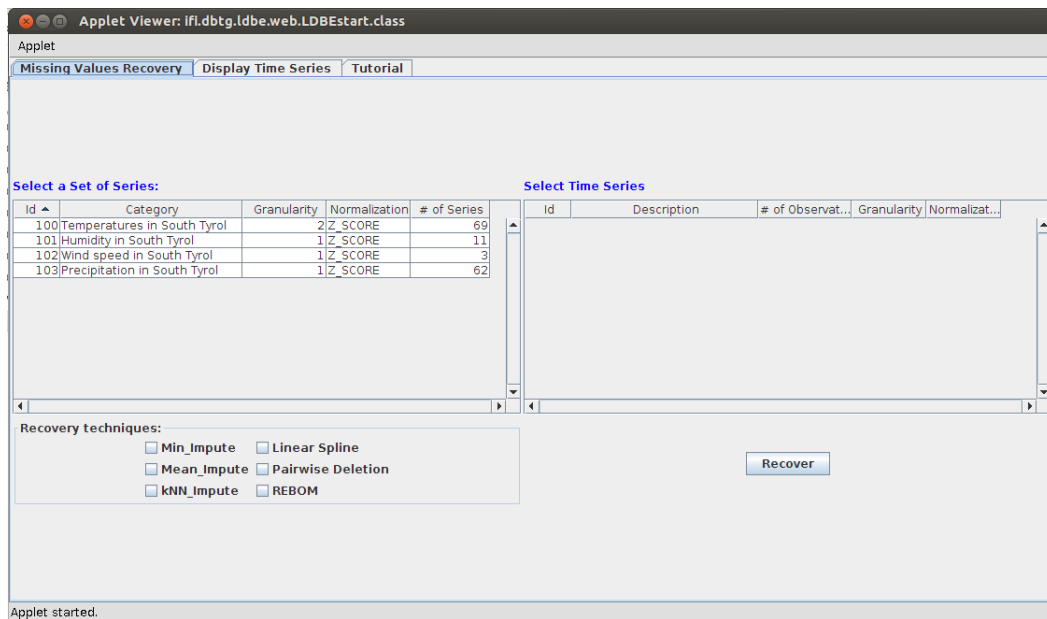 Applet Viewer: ifi.dbtg.ldbe.web.LDBEstart.class
Applet
Missing Values Recovery Display Time Series Tutorial
Select a Set of Series: Select Time Series
Id Category Granularity Normalization # of Series Id Description # of Observat... Granularity Normalizat...
100 Temperatures in South Tyrol 2 Z_SCORE 69
101 Humidity in South Tyrol 1 Z_SCORE 11
102 Wind speed in South Tyrol 1 Z_SCORE 3
103 Precipitation in South Tyrol 1 Z_SCORE 62
Recovery techniques:
Min_Impute Linear Spline
Mean_Impute Pairwise Deletion
Recover
kNN_Impute REBOM
Applet started.